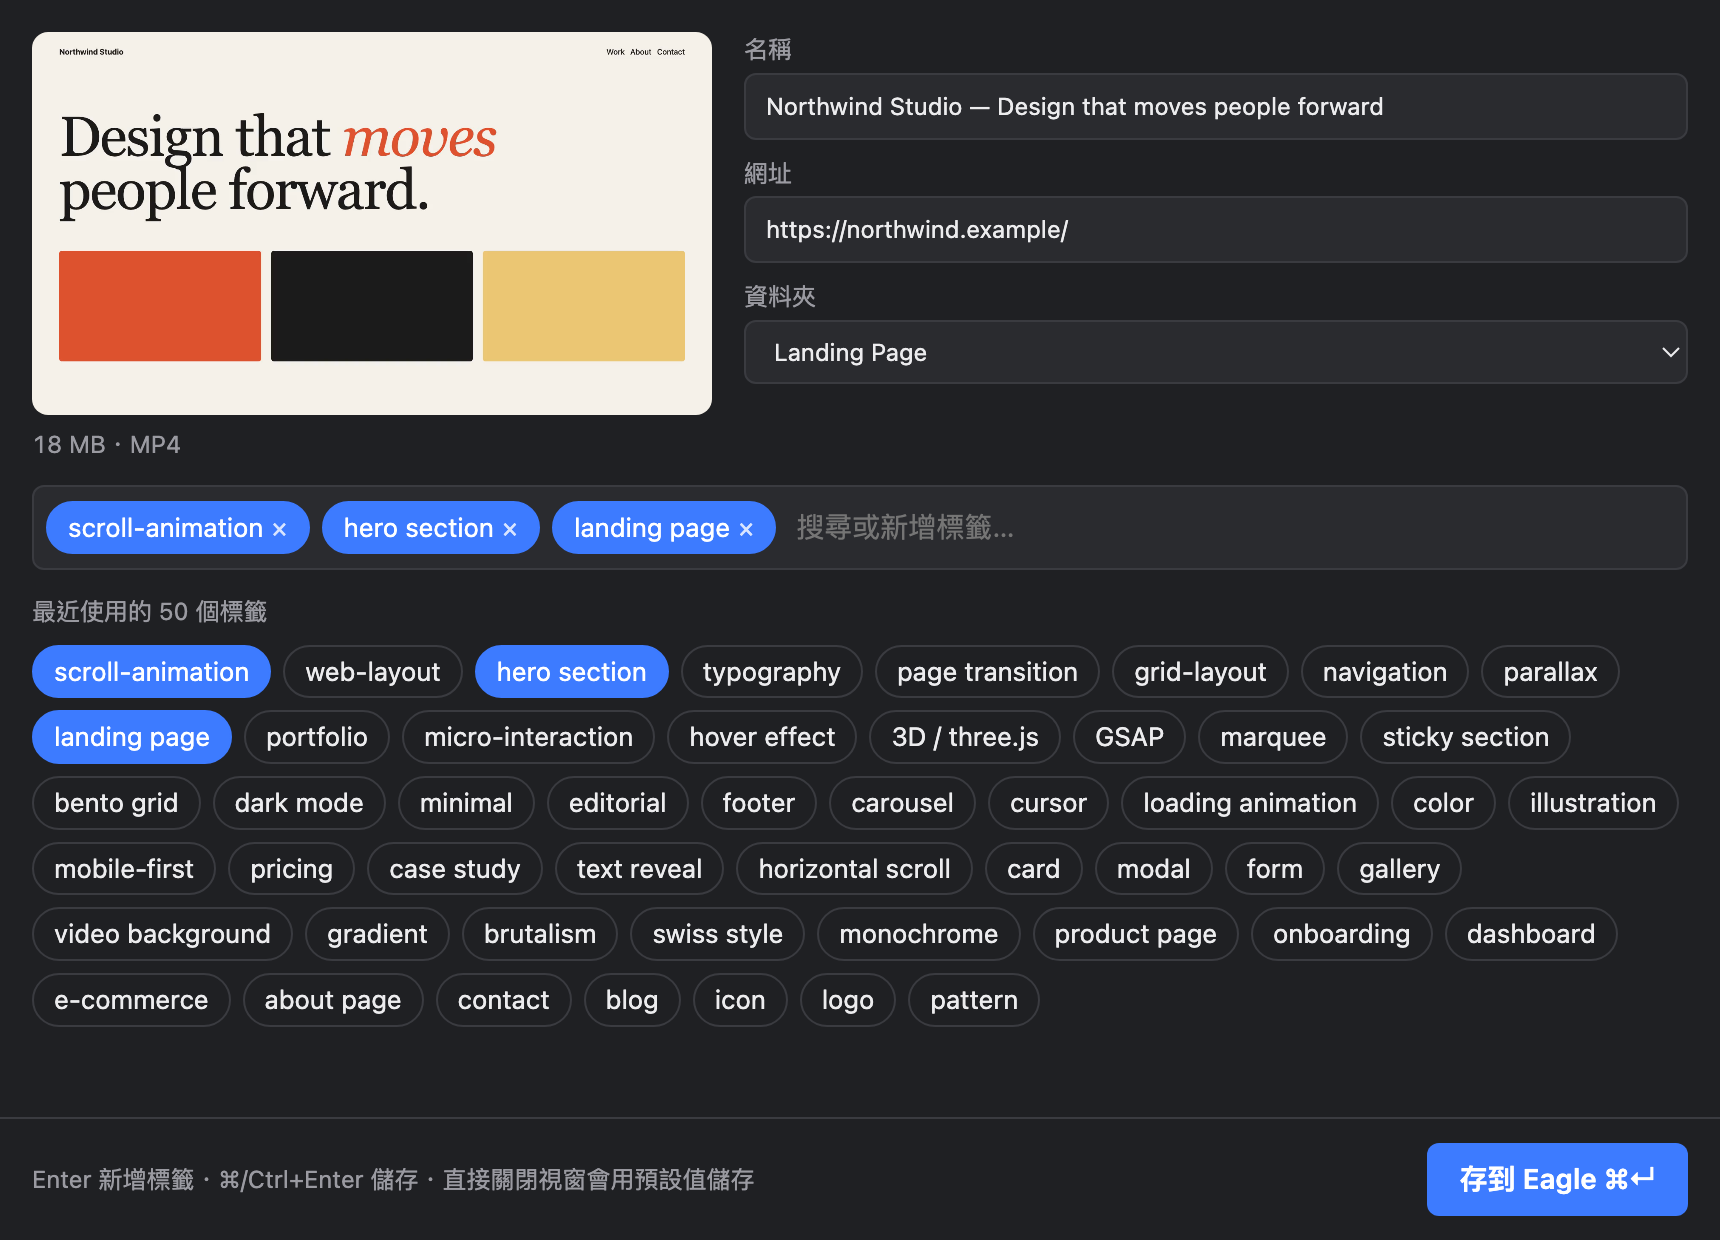 Northwind Studio
Work About Contact
Design that moves
people forward.
18 MB · MP4
名稱
Northwind Studio — Design that moves people forward
網址
https://northwind.example/
資料夾
Landing Page
scroll-animation × hero section × landing page × 搜尋或新增標籤...
最近使用的 50 個標籤
scroll-animation web-layout hero section typography page transition grid-layout navigation parallax
landing page portfolio micro-interaction hover effect 3D / three.js GSAP marquee sticky section
bento grid dark mode minimal editorial footer carousel cursor loading animation color illustration
mobile-first pricing case study text reveal horizontal scroll card modal form gallery
video background gradient brutalism swiss style monochrome product page onboarding dashboard
e-commerce about page contact blog icon logo pattern
Enter 新增標籤 · ⌘/Ctrl+Enter 儲存 · 直接關閉視窗會用預設值儲存
存到 Eagle ⌘↵